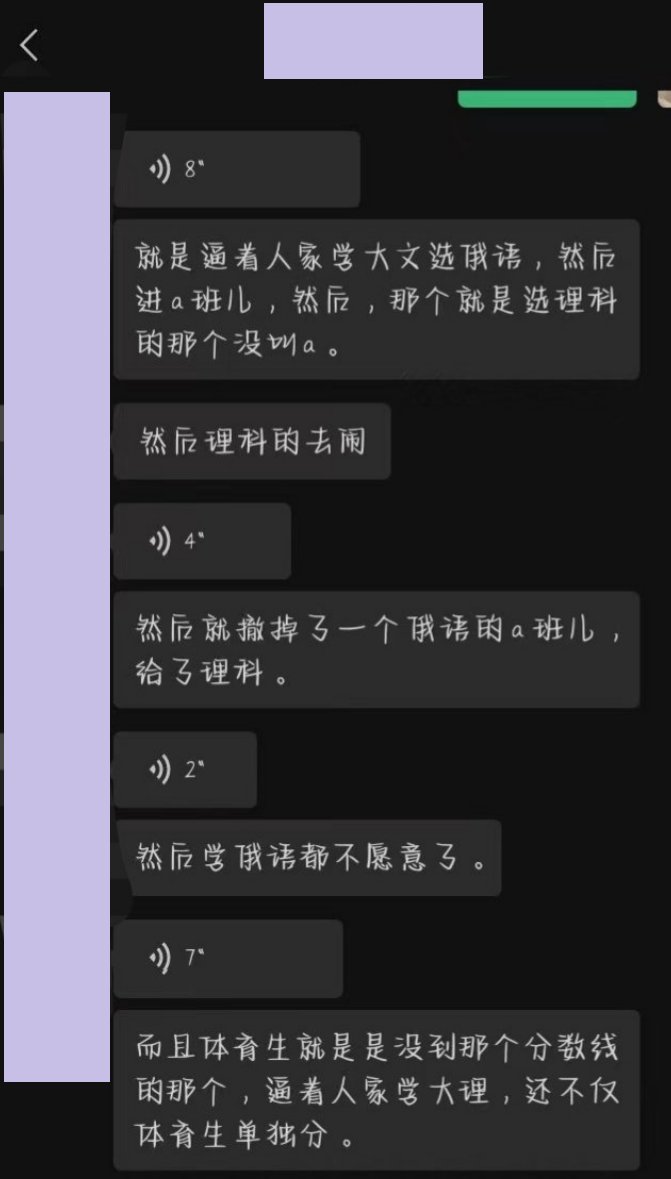 8"
就是逼着人家学大文选俄语，然后
进a班儿，然后，那个就是选理科
的那个没叫a。
然后理科的去闹
4"
然后就撤掉了一个俄语的a班儿，
给了理科。
2"
然后学俄语都不愿意了。
7"
而且体育生就是是没到那个分数线
的那个，逼着人家学大理，还不仅
体育生单独分。